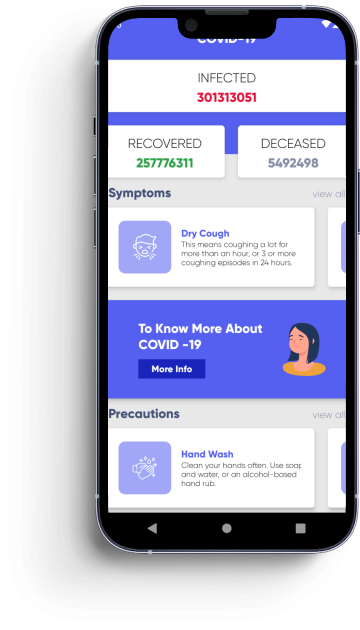 COVID-19
INFECTED
301313051
RECOVERED
DECEASED
257776311
5492498
Symptoms
view all
Dry Cough
This means coughing a lot for
more than an hour, or 3 or more
coughing episodes in 24 hours.
To Know More About
COVID -19
More Info
Precautions
view all
Hand Wash
Clean your hands often. Use soap
and water, or an alcohol-based
hand rub.